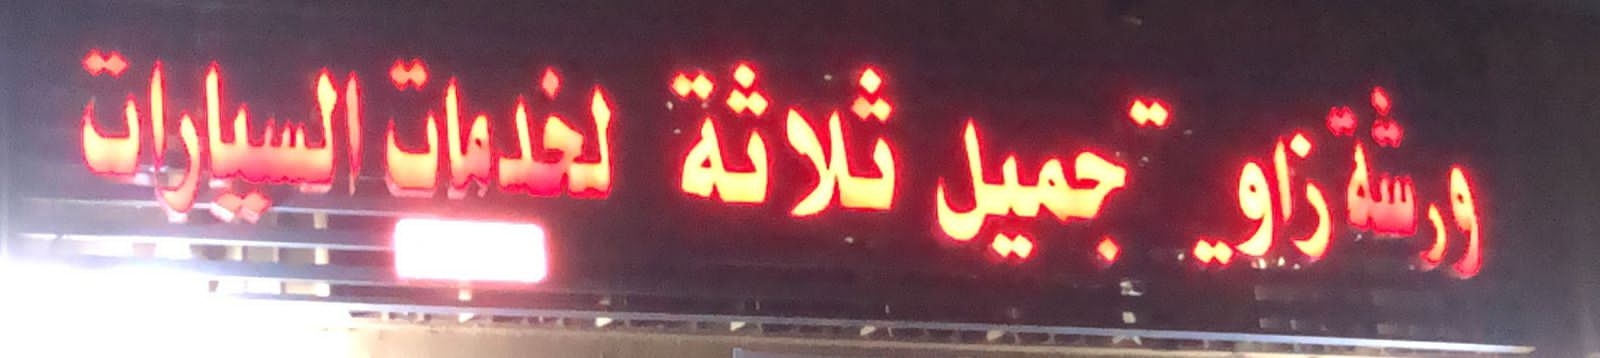 ورشة زاوية جميل ثلاثة لخدمات السيارات